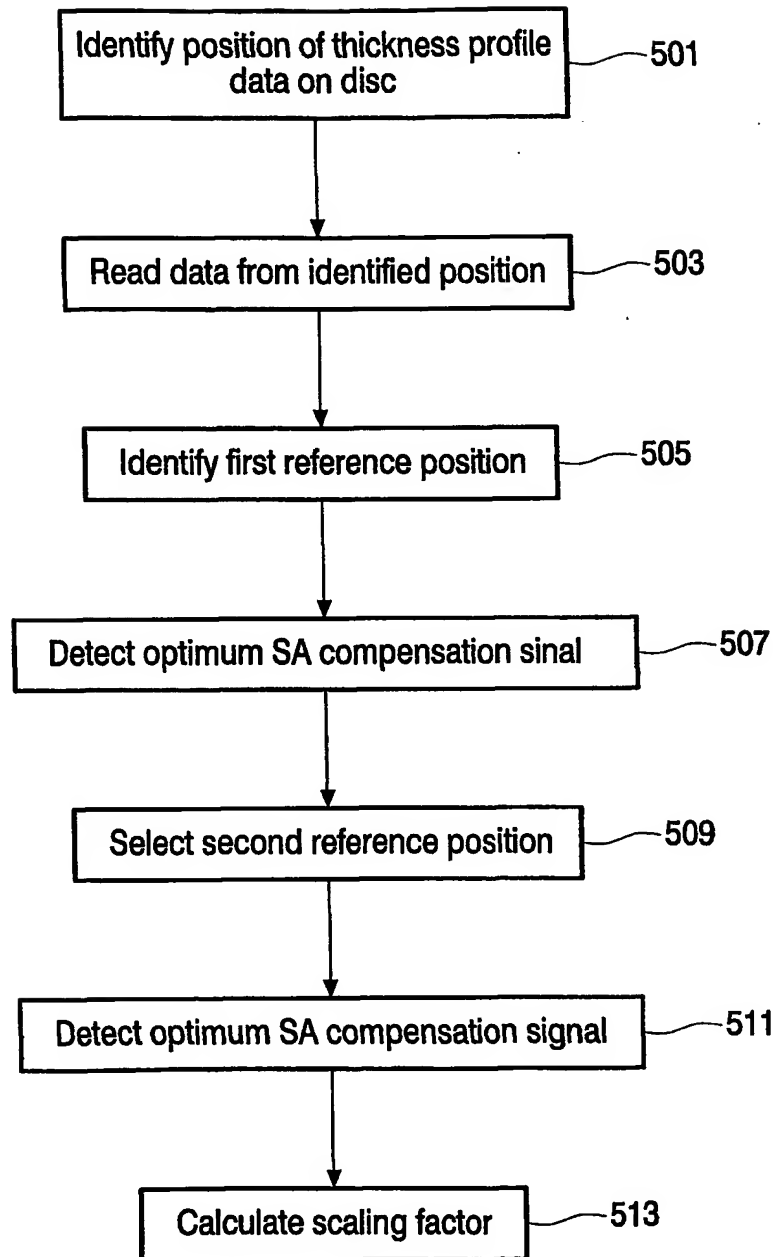 Identify position of thickness profile
data on disc
501
Read data from identified position
503
Identify first reference position
505
Detect optimum SA compensation sinal
507
Select second reference position
509
Detect optimum SA compensation signal
511
Calculate scaling factor
513